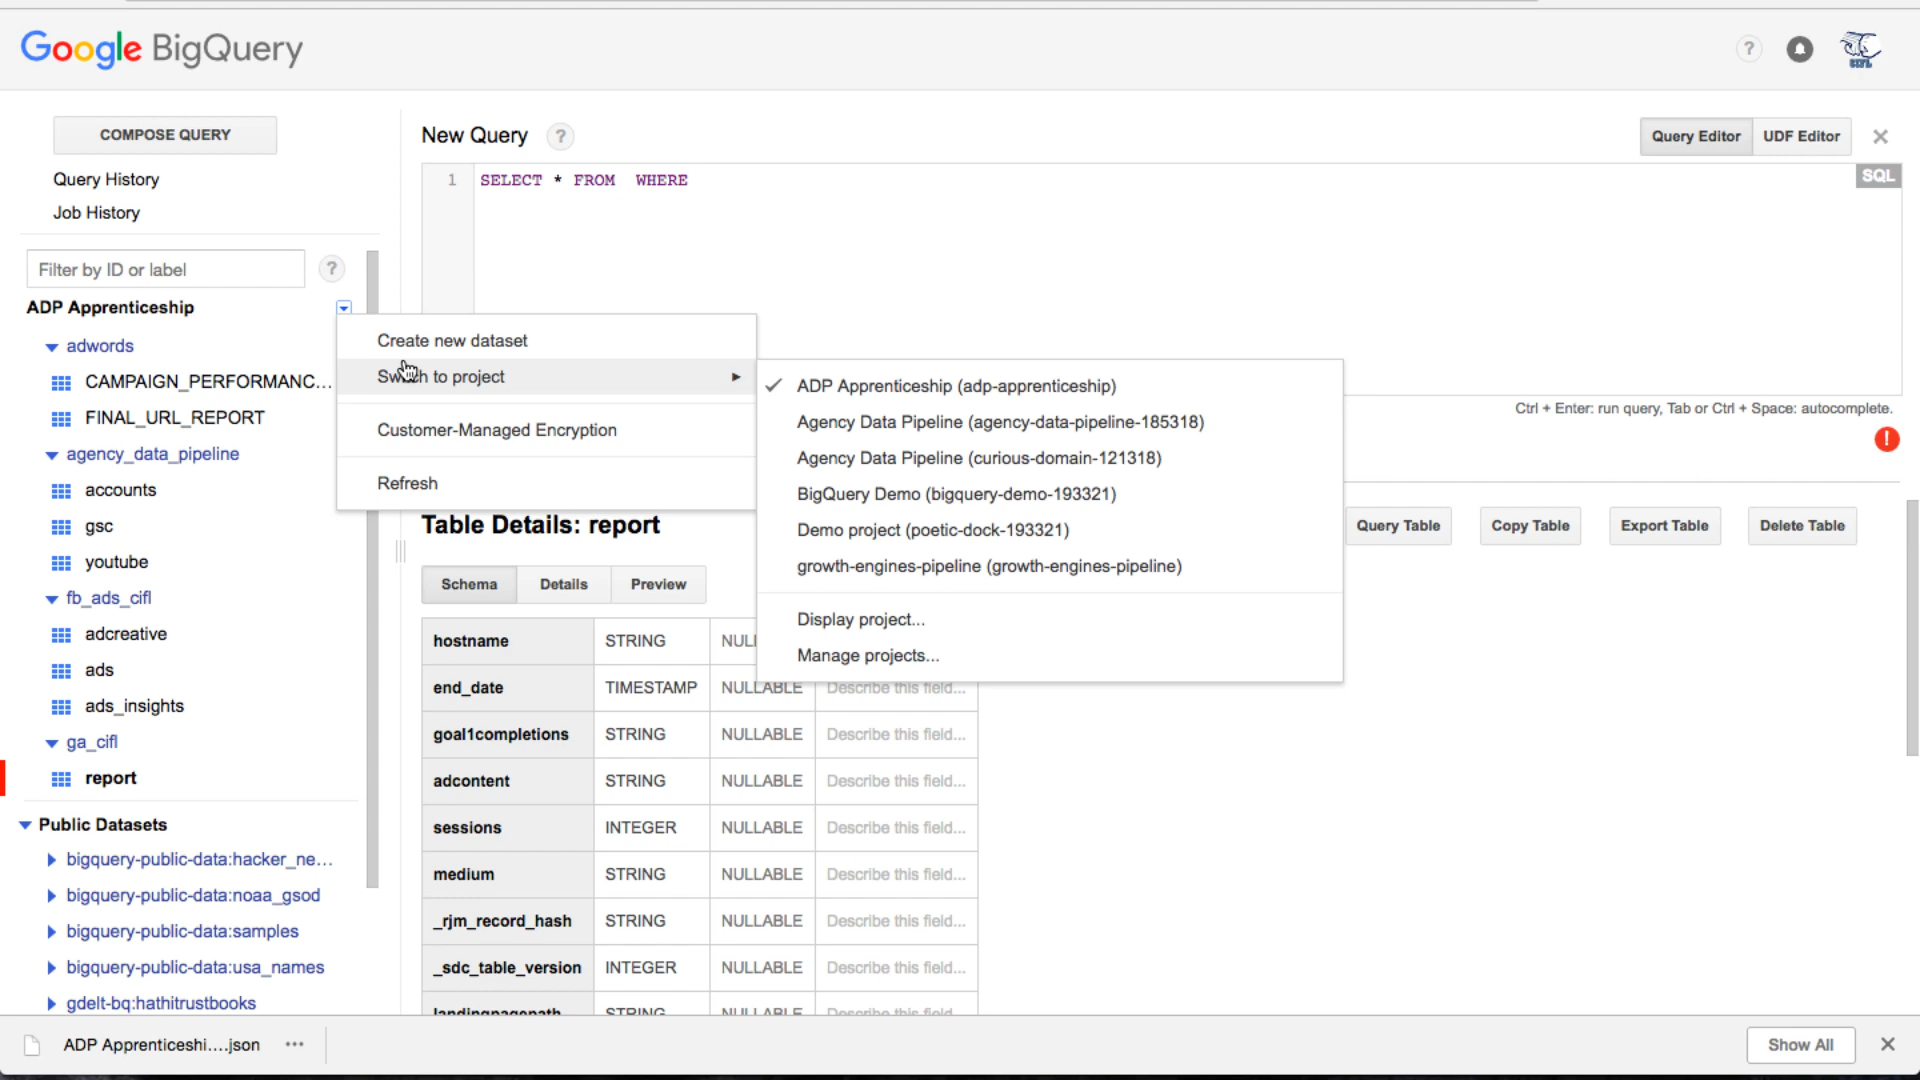 Google BigQuery
?
CIFL
COMPOSE QUERY
Query History
Job History
Filter by ID or label
?
ADP Apprenticeship
adwords
CAMPAIGN_PERFORMANC...
FINAL_URL_REPORT
agency_data_pipeline
accounts
gsc
youtube
fb_ads_cifl
adcreative
ads
ads_insights
ga_cifl
report
Public Datasets
bigquery-public-data:hacker_ne...
bigquery-public-data:noaa_gsod
bigquery-public-data:samples
bigquery-public-data:usa_names
gdelt-bq:hathitrustbooks
New Query
?
Query Editor
UDF Editor
1 SELECT * FROM WHERE
SQL
Ctrl + Enter: run query, Tab or Ctrl + Space: autocomplete.
!
Create new dataset
Switch to project
Customer-Managed Encryption
Refresh
ADP Apprenticeship (adp-apprenticeship)
Agency Data Pipeline (agency-data-pipeline-185318)
Agency Data Pipeline (curious-domain-121318)
BigQuery Demo (bigquery-demo-193321)
Demo project (poetic-dock-193321)
growth-engines-pipeline (growth-engines-pipeline)
Display project...
Manage projects...
Table Details: report
Query Table
Copy Table
Export Table
Delete Table
Schema
Details
Preview
hostname STRING
end_date TIMESTAMP NULLABLE Describe this field...
goal1completions STRING NULLABLE Describe this field...
adcontent STRING NULLABLE Describe this field...
sessions INTEGER NULLABLE Describe this field...
medium STRING NULLABLE Describe this field...
_rjm_record_hash STRING NULLABLE Describe this field...
_sdc_table_version INTEGER NULLABLE Describe this field...
landingpagepath STRING NULLABLE Describe this field...
ADP Apprenticeshi....json
Show All